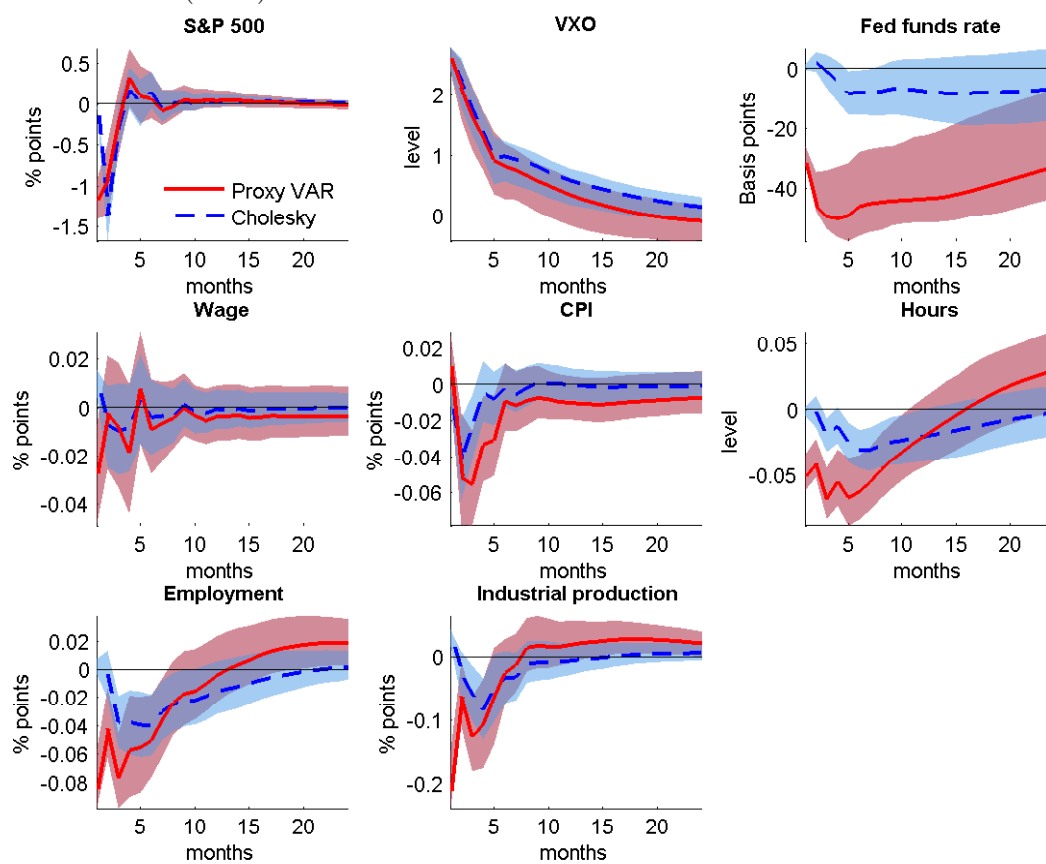 S&P 500
VXO
Fed funds rate
0.5
0
-0.5
-1
-1.5
% points
Proxy VAR
Cholesky
5 10 15 20
months
2
1
0
level
5 10 15 20
months
0
-20
-40
Basis points
5 10 15 20
months
Wage
CPI
Hours
0.02
0
-0.02
-0.04
% points
5 10 15 20
months
0.02
0
-0.02
-0.04
-0.06
% points
5 10 15 20
months
0.05
0
-0.05
level
5 10 15 20
months
Employment
Industrial production
0.02
0
-0.02
-0.04
-0.06
-0.08
% points
5 10 15 20
months
0.1
0
-0.1
-0.2
% points
5 10 15 20
months